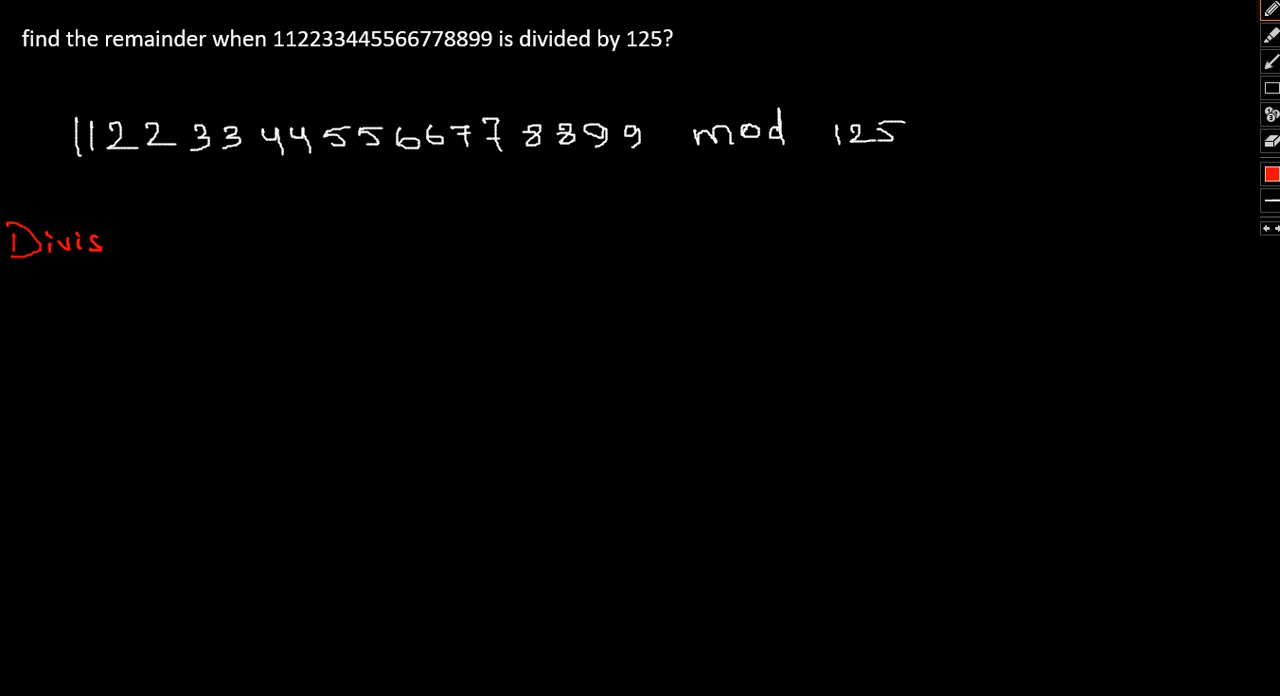 find the remainder when 112233445566778899 is divided by 125?
112233445566778899 mod 125
Divis